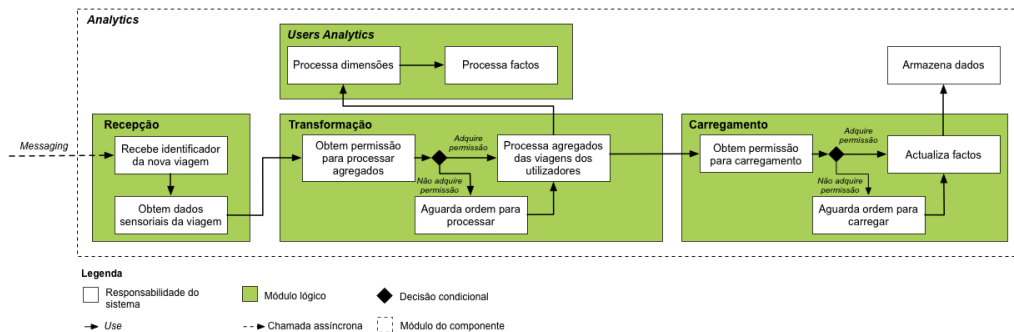 Analytics
Users Analytics
Processa dimensões
Processa factos
Armazena dados
Messaging
Recepção
Recebe identificador
da nova viagem
Obtem dados
sensoriais da viagem
Transformação
Obtem permissão
para processar
agregados
Adquire
permissão
Não adquire
permissão
Processa agregados
das viagens dos
utilizadores
Aguarda ordem para
processar
Carregamento
Obtem permissão
para carregamento
Adquire
permissão
Não adquire
permissão
Actualiza factos
Aguarda ordem para
carregar
Legenda
Responsabilidade do
sistema
Módulo lógico
Decisão condicional
Use
Chamada assíncrona
Módulo do componente